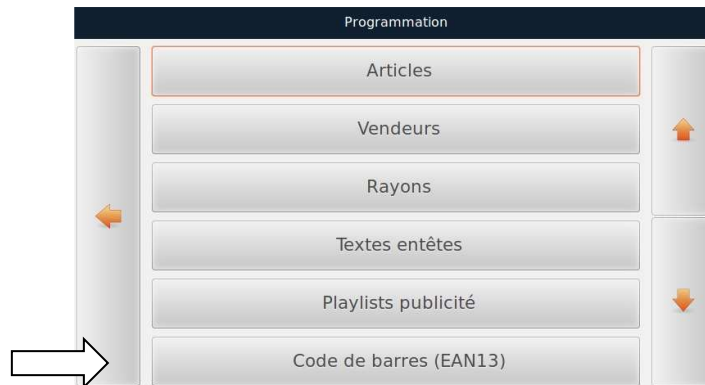 Programmation
Articles
Vendeurs
Rayons
Textes entêtes
Playlists publicité
Code de barres (EAN13)